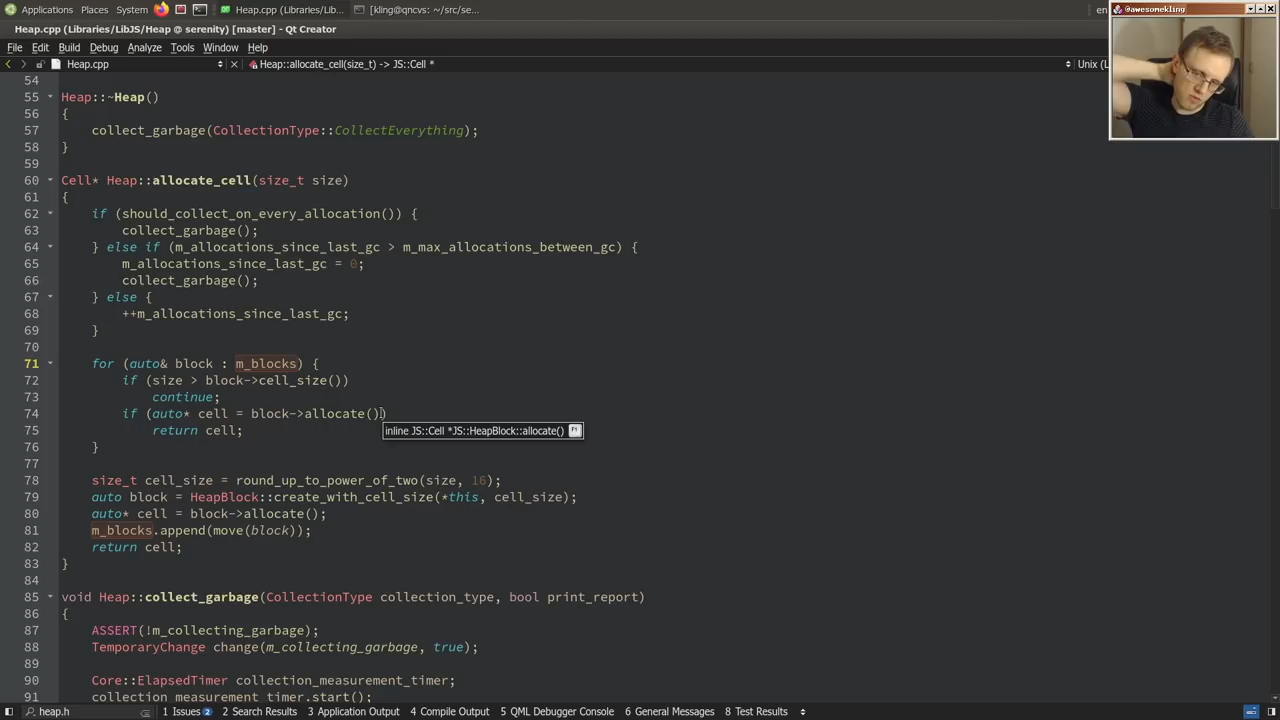 Applications Places System Heap.cpp (Libraries/Lib... [kling@qncvs: ~/src/se... en
@awesomekling
Heap.cpp (Libraries/LibJS/Heap @ serenity) [master] - Qt Creator
File Edit Build Debug Analyze Tools Window Help
Heap.cpp Heap::allocate_cell(size_t) -> JS::Cell * Unix (L
54
55 Heap::~Heap()
56 {
57 collect_garbage(CollectionType::CollectEverything);
58 }
59
60 Cell* Heap::allocate_cell(size_t size)
61 {
62 if (should_collect_on_every_allocation()) {
63 collect_garbage();
64 } else if (m_allocations_since_last_gc > m_max_allocations_between_gc) {
65 m_allocations_since_last_gc = 0;
66 collect_garbage();
67 } else {
68 ++m_allocations_since_last_gc;
69 }
70
71 for (auto& block : m_blocks) {
72 if (size > block->cell_size())
73 continue;
74 if (auto* cell = block->allocate())
inline JS::Cell *JS::HeapBlock::allocate() F1
75 return cell;
76 }
77
78 size_t cell_size = round_up_to_power_of_two(size, 16);
79 auto block = HeapBlock::create_with_cell_size(*this, cell_size);
80 auto* cell = block->allocate();
81 m_blocks.append(move(block));
82 return cell;
83 }
84
85 void Heap::collect_garbage(CollectionType collection_type, bool print_report)
86 {
87 ASSERT(!m_collecting_garbage);
88 TemporaryChange change(m_collecting_garbage, true);
89
90 Core::ElapsedTimer collection_measurement_timer;
91 collection_measurement_timer.start();
heap.h 1 Issues 2 2 Search Results 3 Application Output 4 Compile Output 5 QML Debugger Console 6 General Messages 8 Test Results